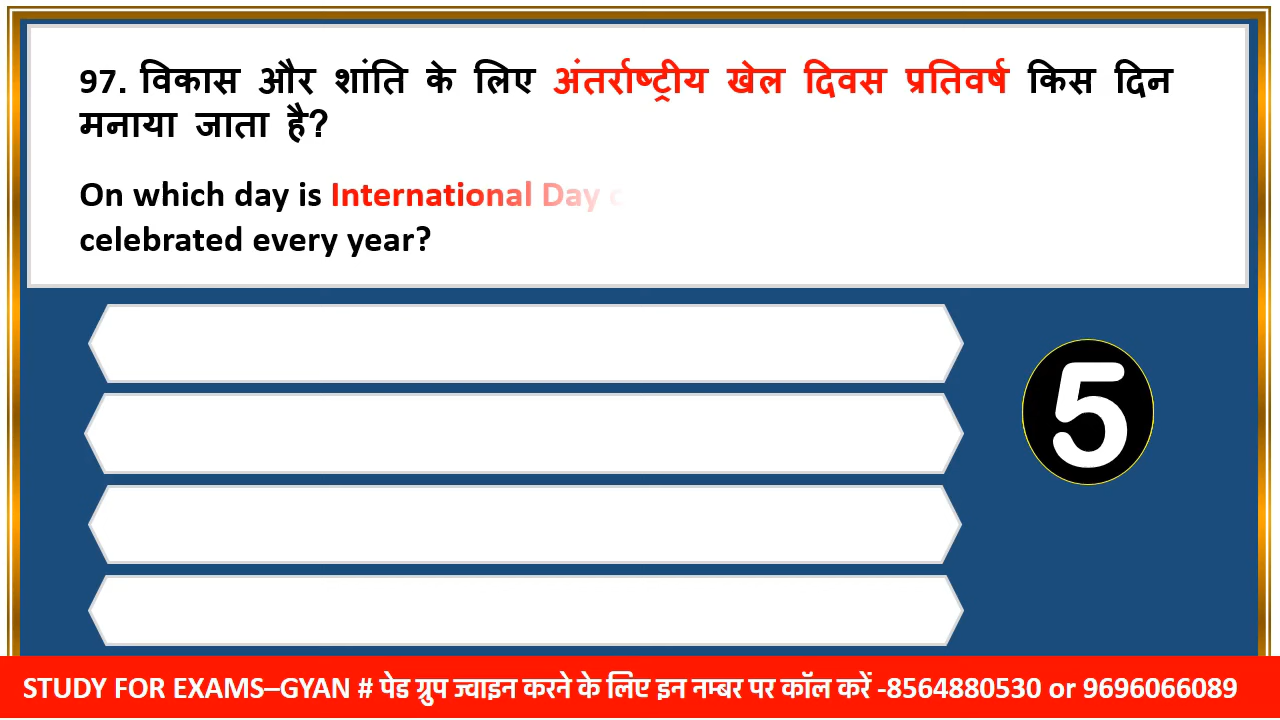 97. विकास और शांति के लिए अंतर्राष्ट्रीय खेल दिवस प्रतिवर्ष किस दिन
मनाया जाता है?
On which day is International Day
celebrated every year?
5
STUDY FOR EXAMS–GYAN # पेड ग्रुप ज्वाइन करने के लिए इन नम्बर पर कॉल करें -8564880530 or 9696066089